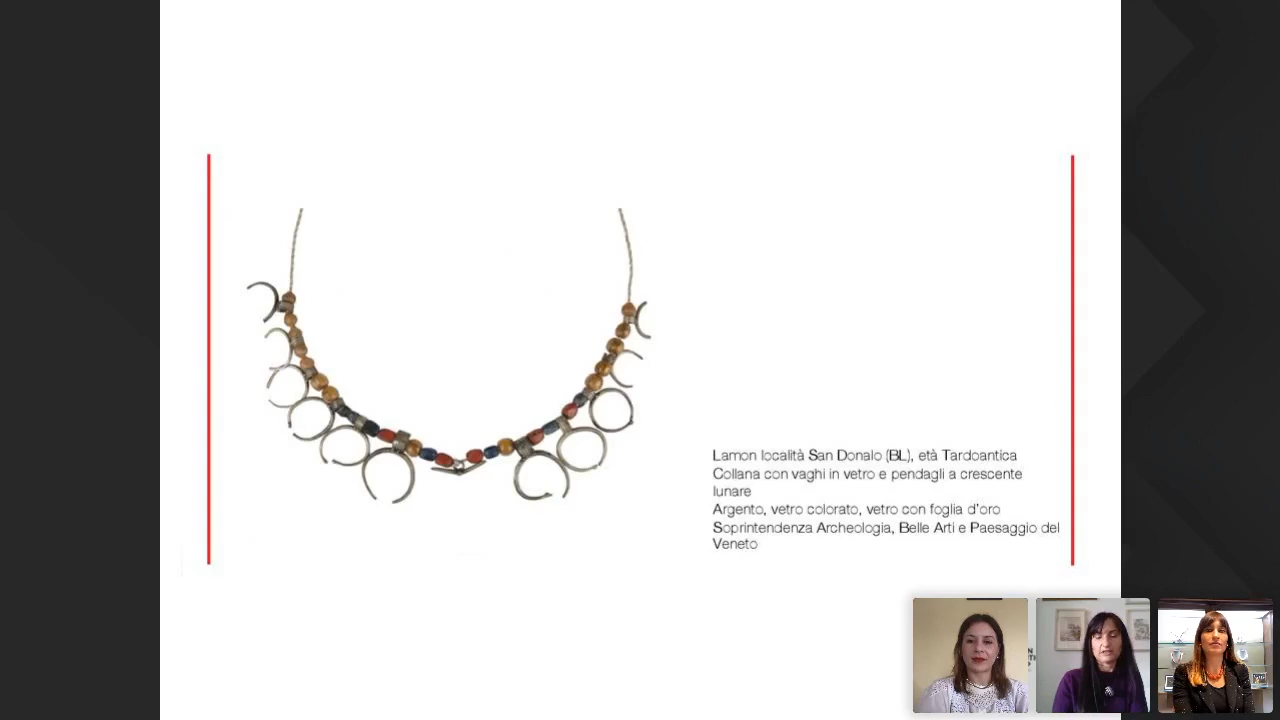 Lamon località San Donalo (BL), età Tardoantica
Collana con vaghi in vetro e pendagli a crescente
lunare
Argento, vetro colorato, vetro con foglia d'oro
Soprintendenza Archeologia, Belle Arti e Paesaggio del
Veneto